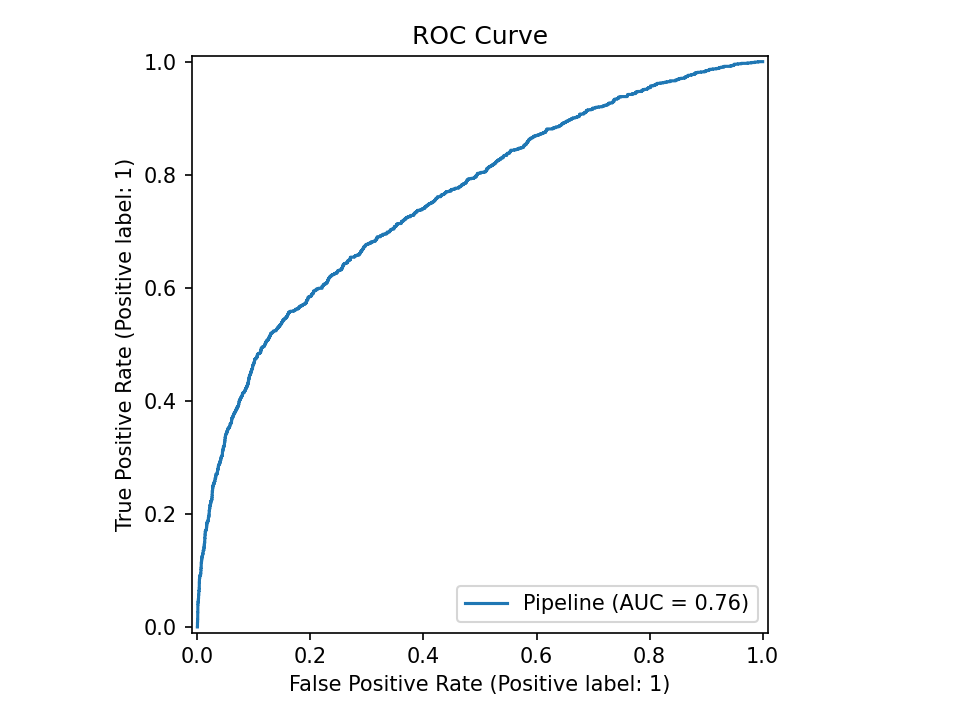 ROC Curve
1.0
0.8
0.6
0.4
0.2
0.0
True Positive Rate (Positive label: 1)
Pipeline (AUC = 0.76)
0.0 0.2 0.4 0.6 0.8 1.0
False Positive Rate (Positive label: 1)